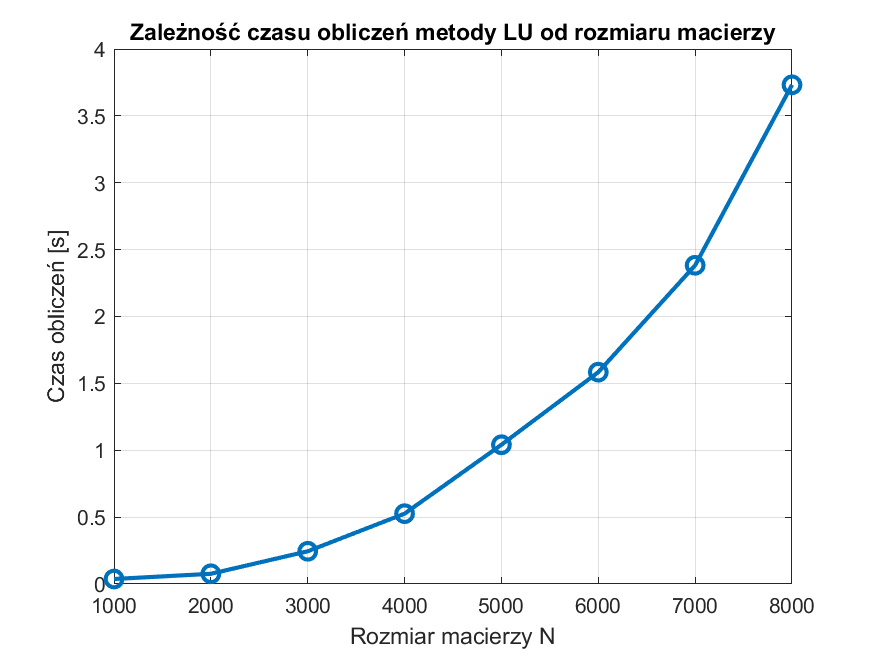 Zależność czasu obliczeń metody LU od rozmiaru macierzy
4
3.5
3
2.5
2
1.5
1
0.5
0
Czas obliczeń [s]
1000 2000 3000 4000 5000 6000 7000 8000
Rozmiar macierzy N